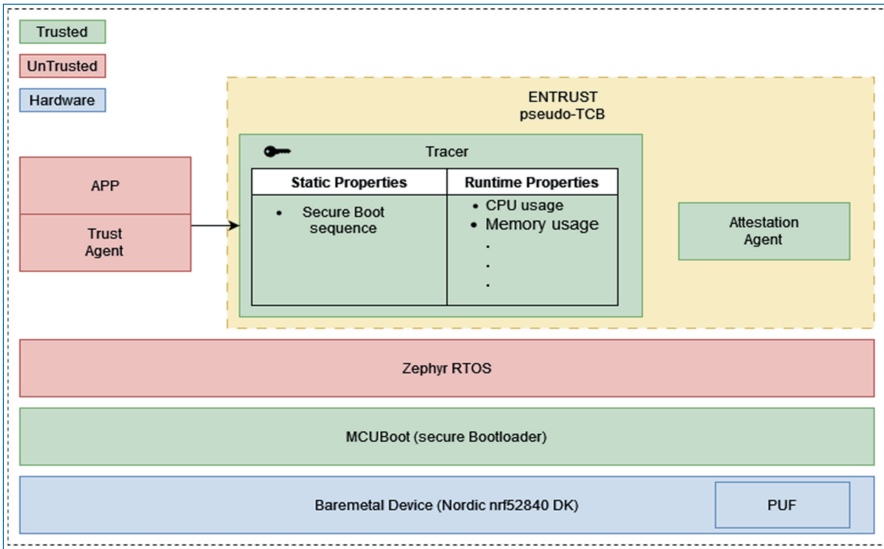 Trusted
UnTrusted
Hardware
ENTRUST
pseudo-TCB
Tracer
Static Properties
Runtime Properties
• Secure Boot
sequence
• CPU usage
• Memory usage
.
.
.
APP
Trust
Agent
Attestation
Agent
Zephyr RTOS
MCUBoot (secure Bootloader)
Baremetal Device (Nordic nrf52840 DK)
PUF